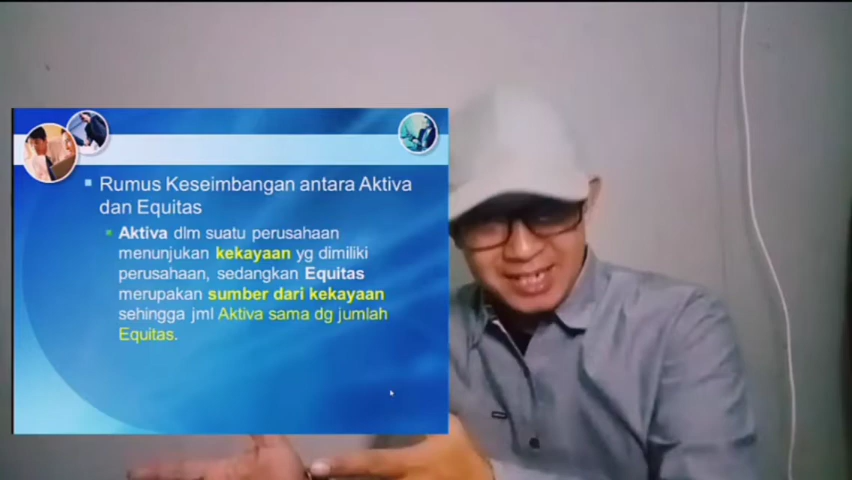 Rumus Keseimbangan antara Aktiva
dan Equitas
Aktiva dlm suatu perusahaan
menunjukan kekayaan yg dimiliki
perusahaan, sedangkan Equitas
merupakan sumber dari kekayaan
sehingga jml Aktiva sama dg jumlah
Equitas.